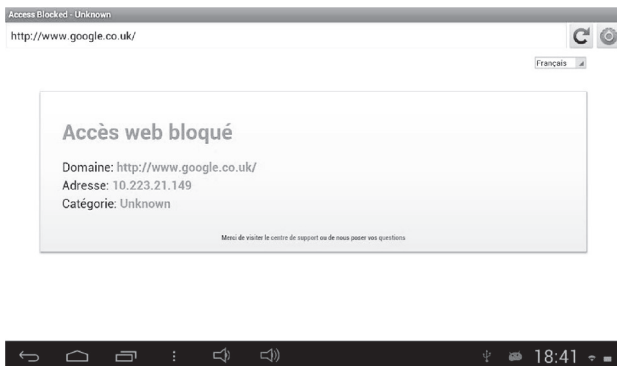 Access Blocked - Unknown
http://www.google.co.uk/
Français
Accès web bloqué
Domaine: http://www.google.co.uk/
Adresse: 10.223.21.149
Catégorie: Unknown
Merci de visiter le centre de support ou de nous poser vos questions
18:41